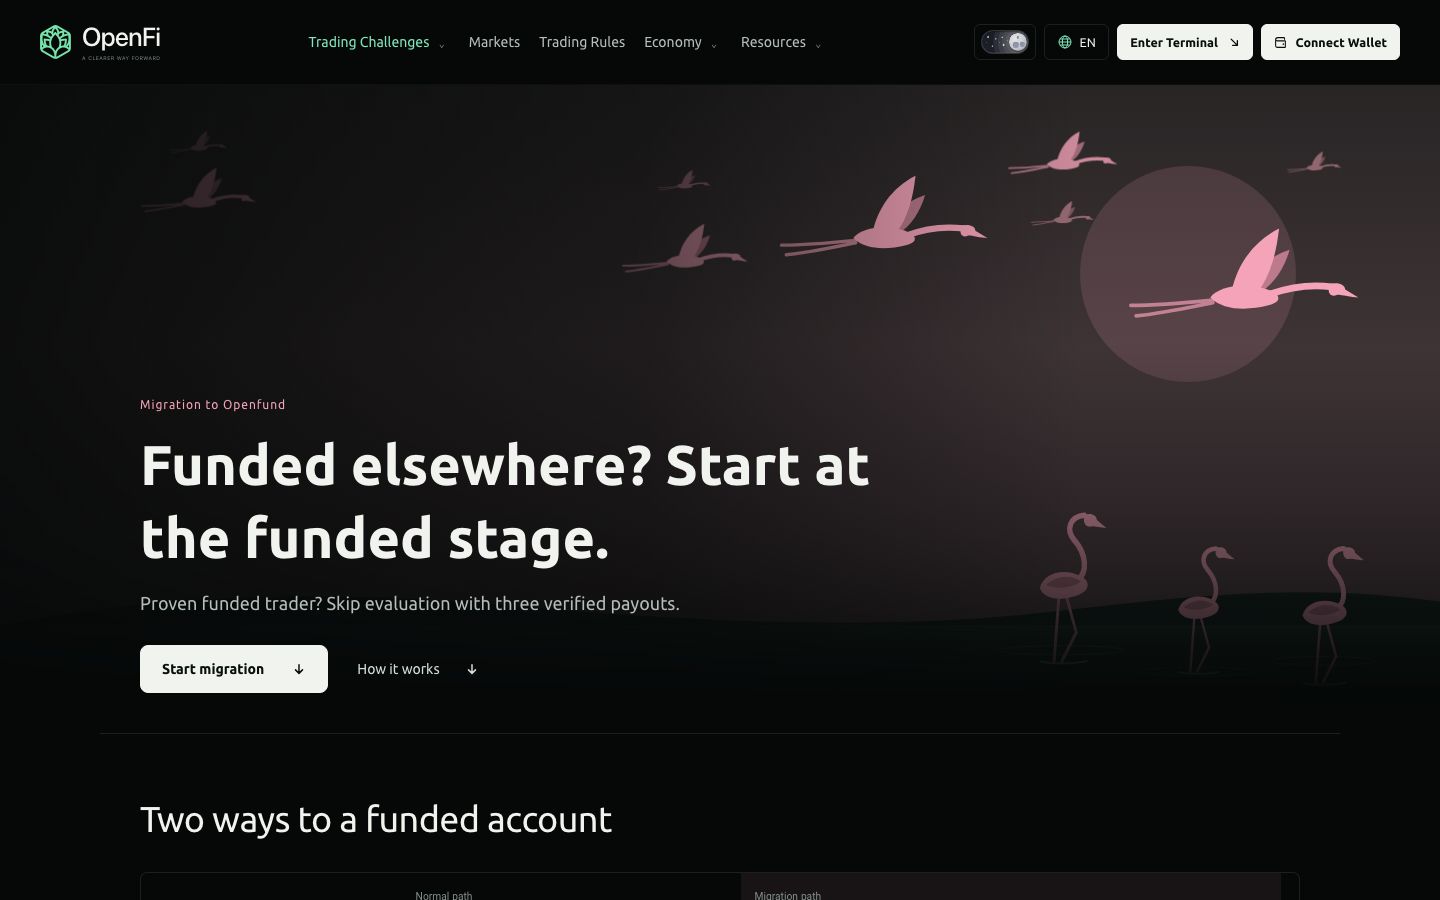 OpenFi
A CLEARER WAY FORWARD
Trading Challenges
Markets
Trading Rules
Economy
Resources
EN
Enter Terminal
Connect Wallet
Migration to Openfund
Funded elsewhere? Start at
the funded stage.
Proven funded trader? Skip evaluation with three verified payouts.
Start migration
How it works
Two ways to a funded account
Normal path
Migration path